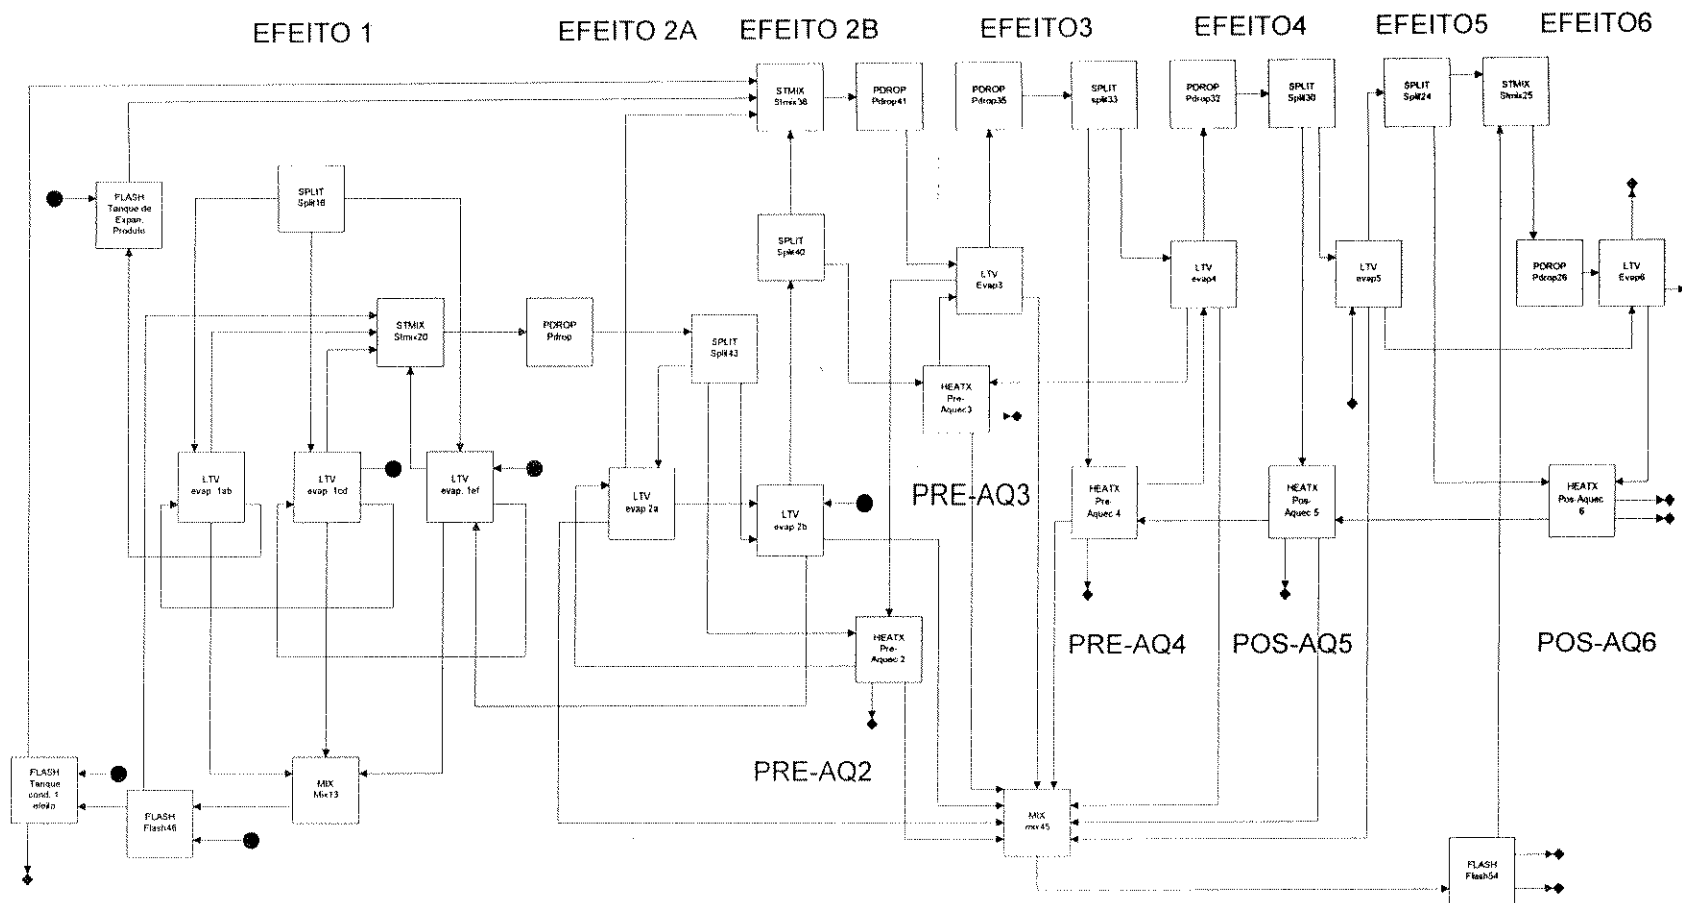 EFEITO 1
EFEITO 2A
EFEITO 2B
EFEITO3
EFEITO4
EFEITO5
EFEITO6
STMIX
Stmix36
PDROP
Pdrop41
PDROP
Pdrop35
SPLIT
split33
PDROP
Pdrop32
SPLIT
Split30
SPLIT
Split24
STMIX
Stmix25
FLASH
Tanque de
Expan.
Produto
SPLIT
Split16
SPLIT
Split40
LTV
Evap3
LTV
evap4
LTV
evap5
PDROP
Pdrop26
LTV
Evap6
STMIX
Stmix20
PDROP
Pdrop
SPLIT
Split43
HEATX
Pre-
Aquec3
LTV
evap. 1ab
LTV
evap. 1cd
LTV
evap. 1ef
LTV
evap 2a
LTV
evap 2b
PRE-AQ3
HEATX
Pre-
Aquec 4
HEATX
Pos-
Aquec 5
HEATX
Pos-Aquec
6
HEATX
Pre-
Aquec 2
PRE-AQ4
POS-AQ5
POS-AQ6
PRE-AQ2
FLASH
Tanque
cond. 1
efeito
FLASH
Flash46
MIX
Mix13
MIX
mix45
FLASH
Flash54